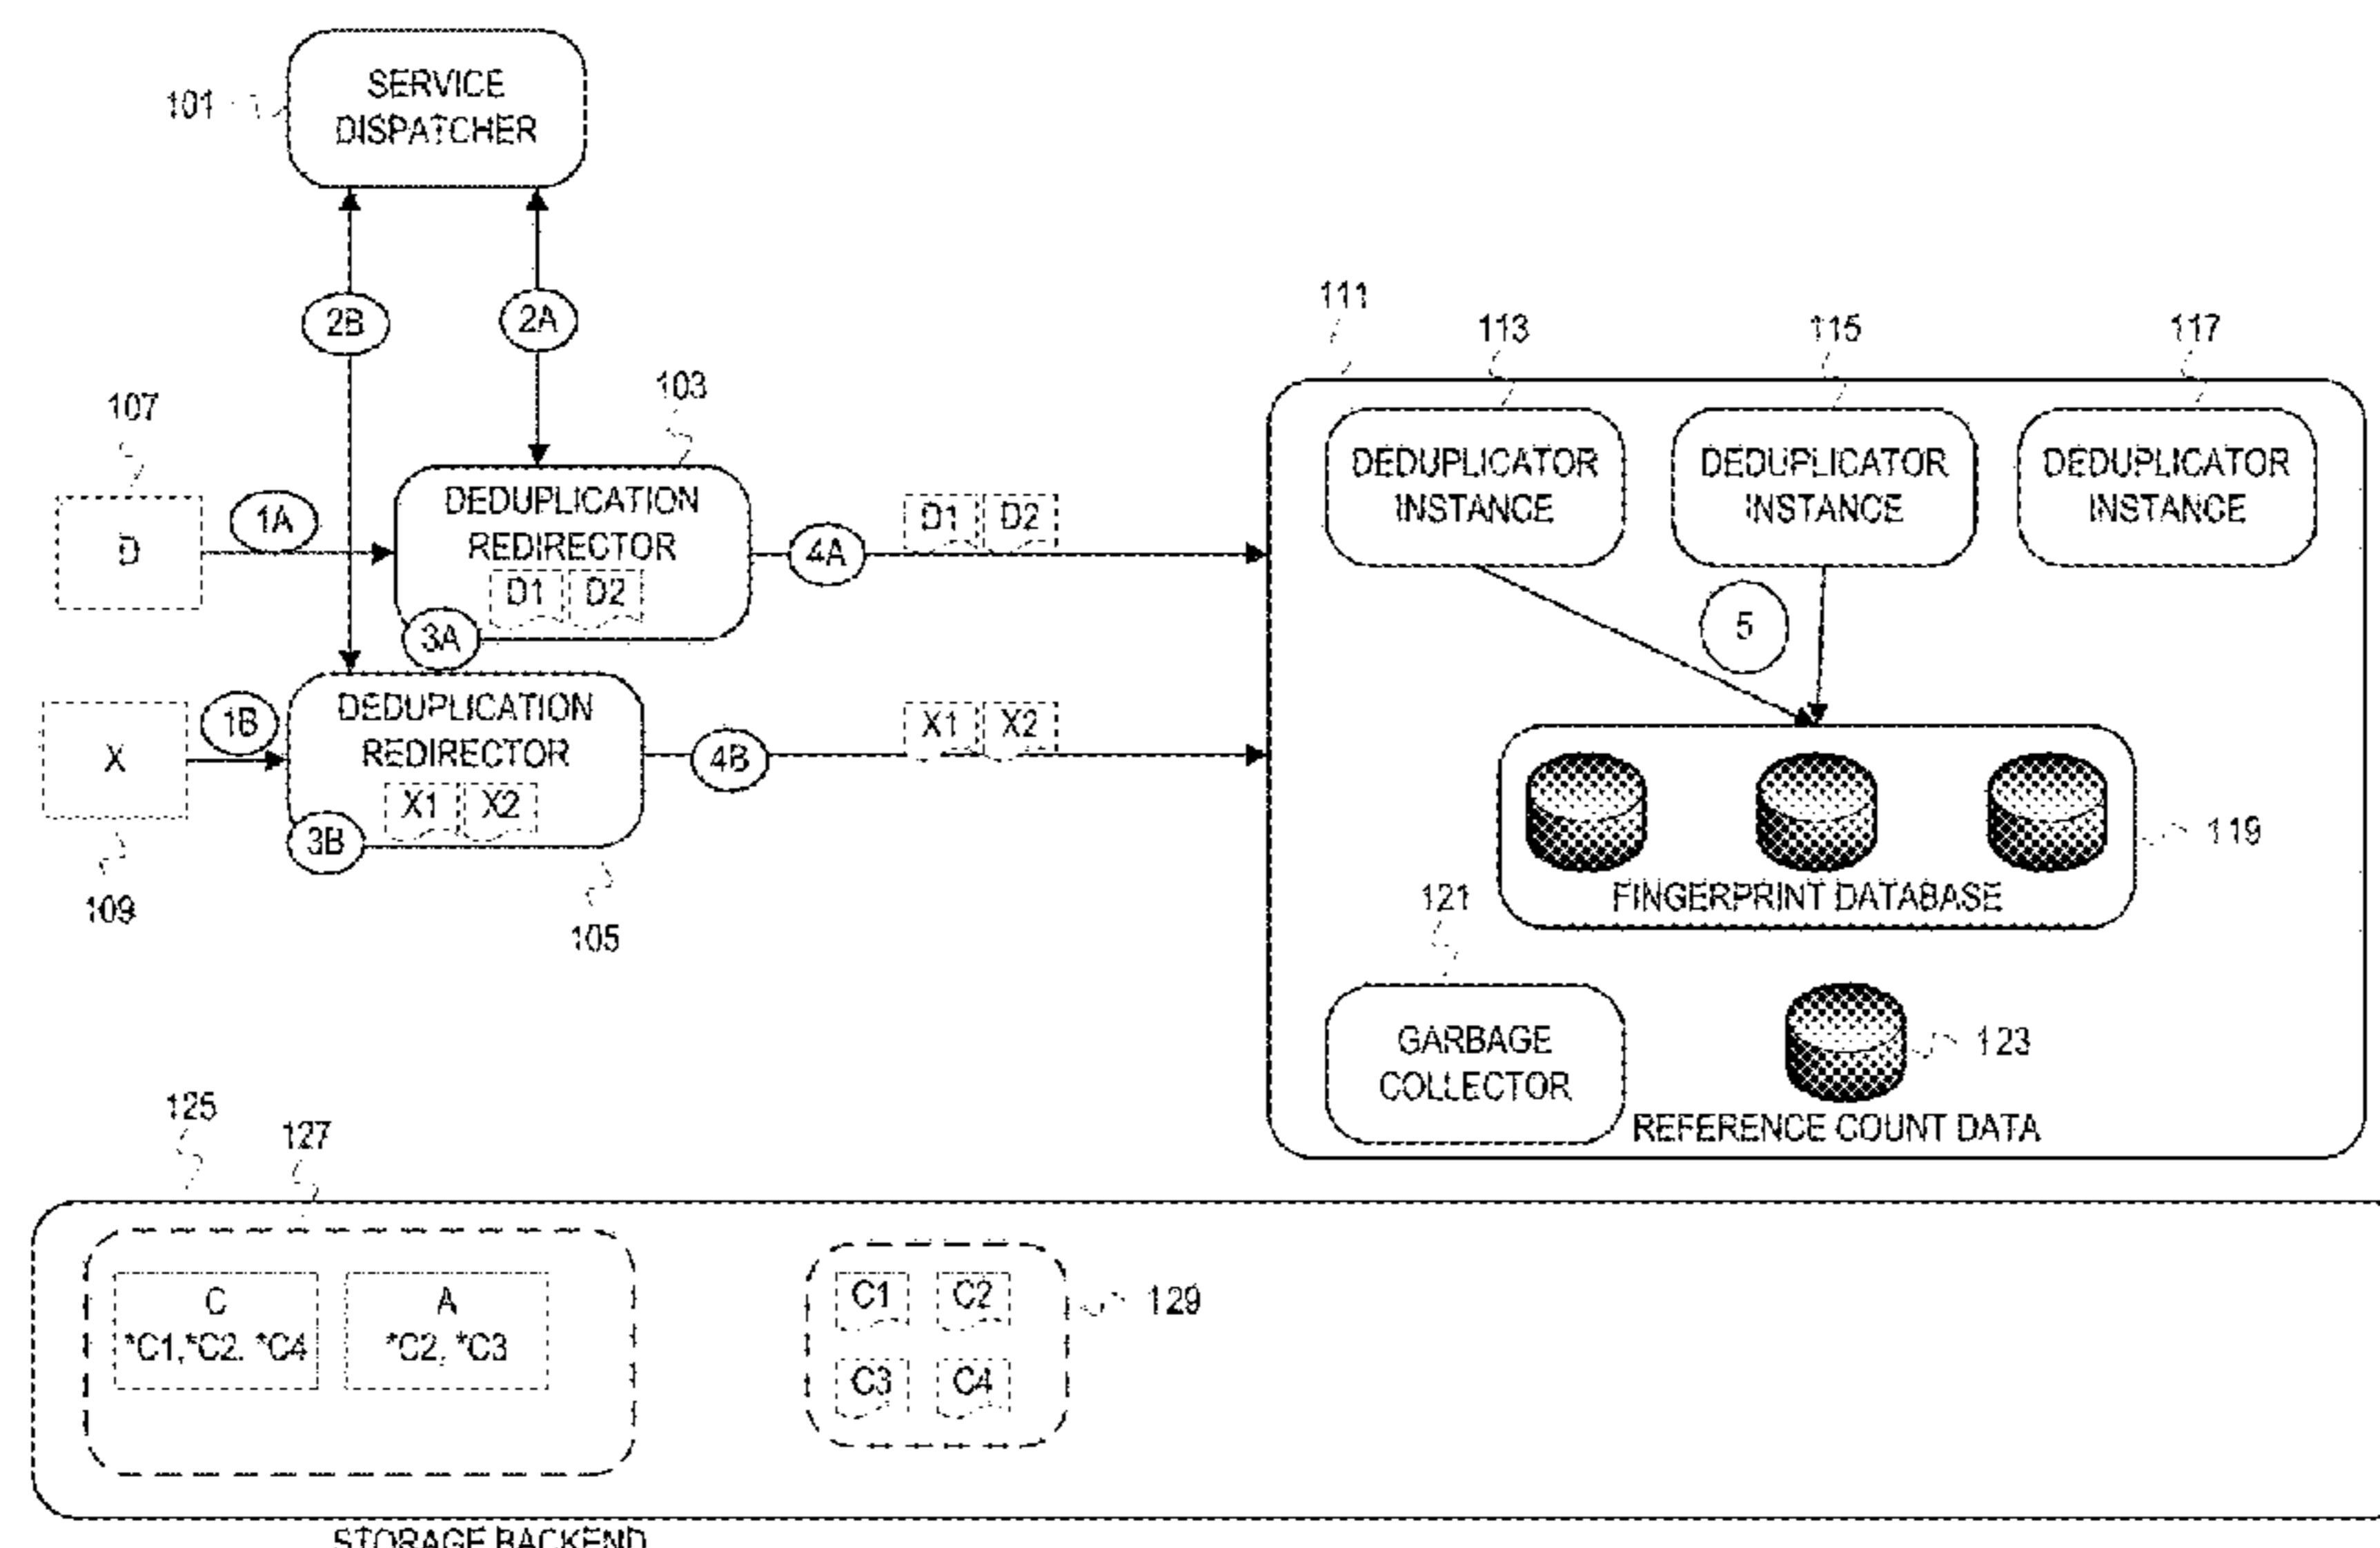 SERVICE
DISPATCHER
101
2B
2A
111
113
115
117
103
107
DEDUPLICATOR
INSTANCE
DEDUPLICATOR
INSTANCE
DEDUPLICATOR
INSTANCE
D
1A
DEDUPLICATION
REDIRECTOR
D1 D2
3A
4A
D1 D2
5
X
1B
DEDUPLICATION
REDIRECTOR
X1 X2
3B
4B
X1 X2
109
105
119
FINGERPRINT DATABASE
121
GARBAGE
COLLECTOR
123
REFERENCE COUNT DATA
125
127
C
*C1,*C2. *C4
A
*C2, *C3
C1 C2
C3 C4
129
STORAGE BACKEND